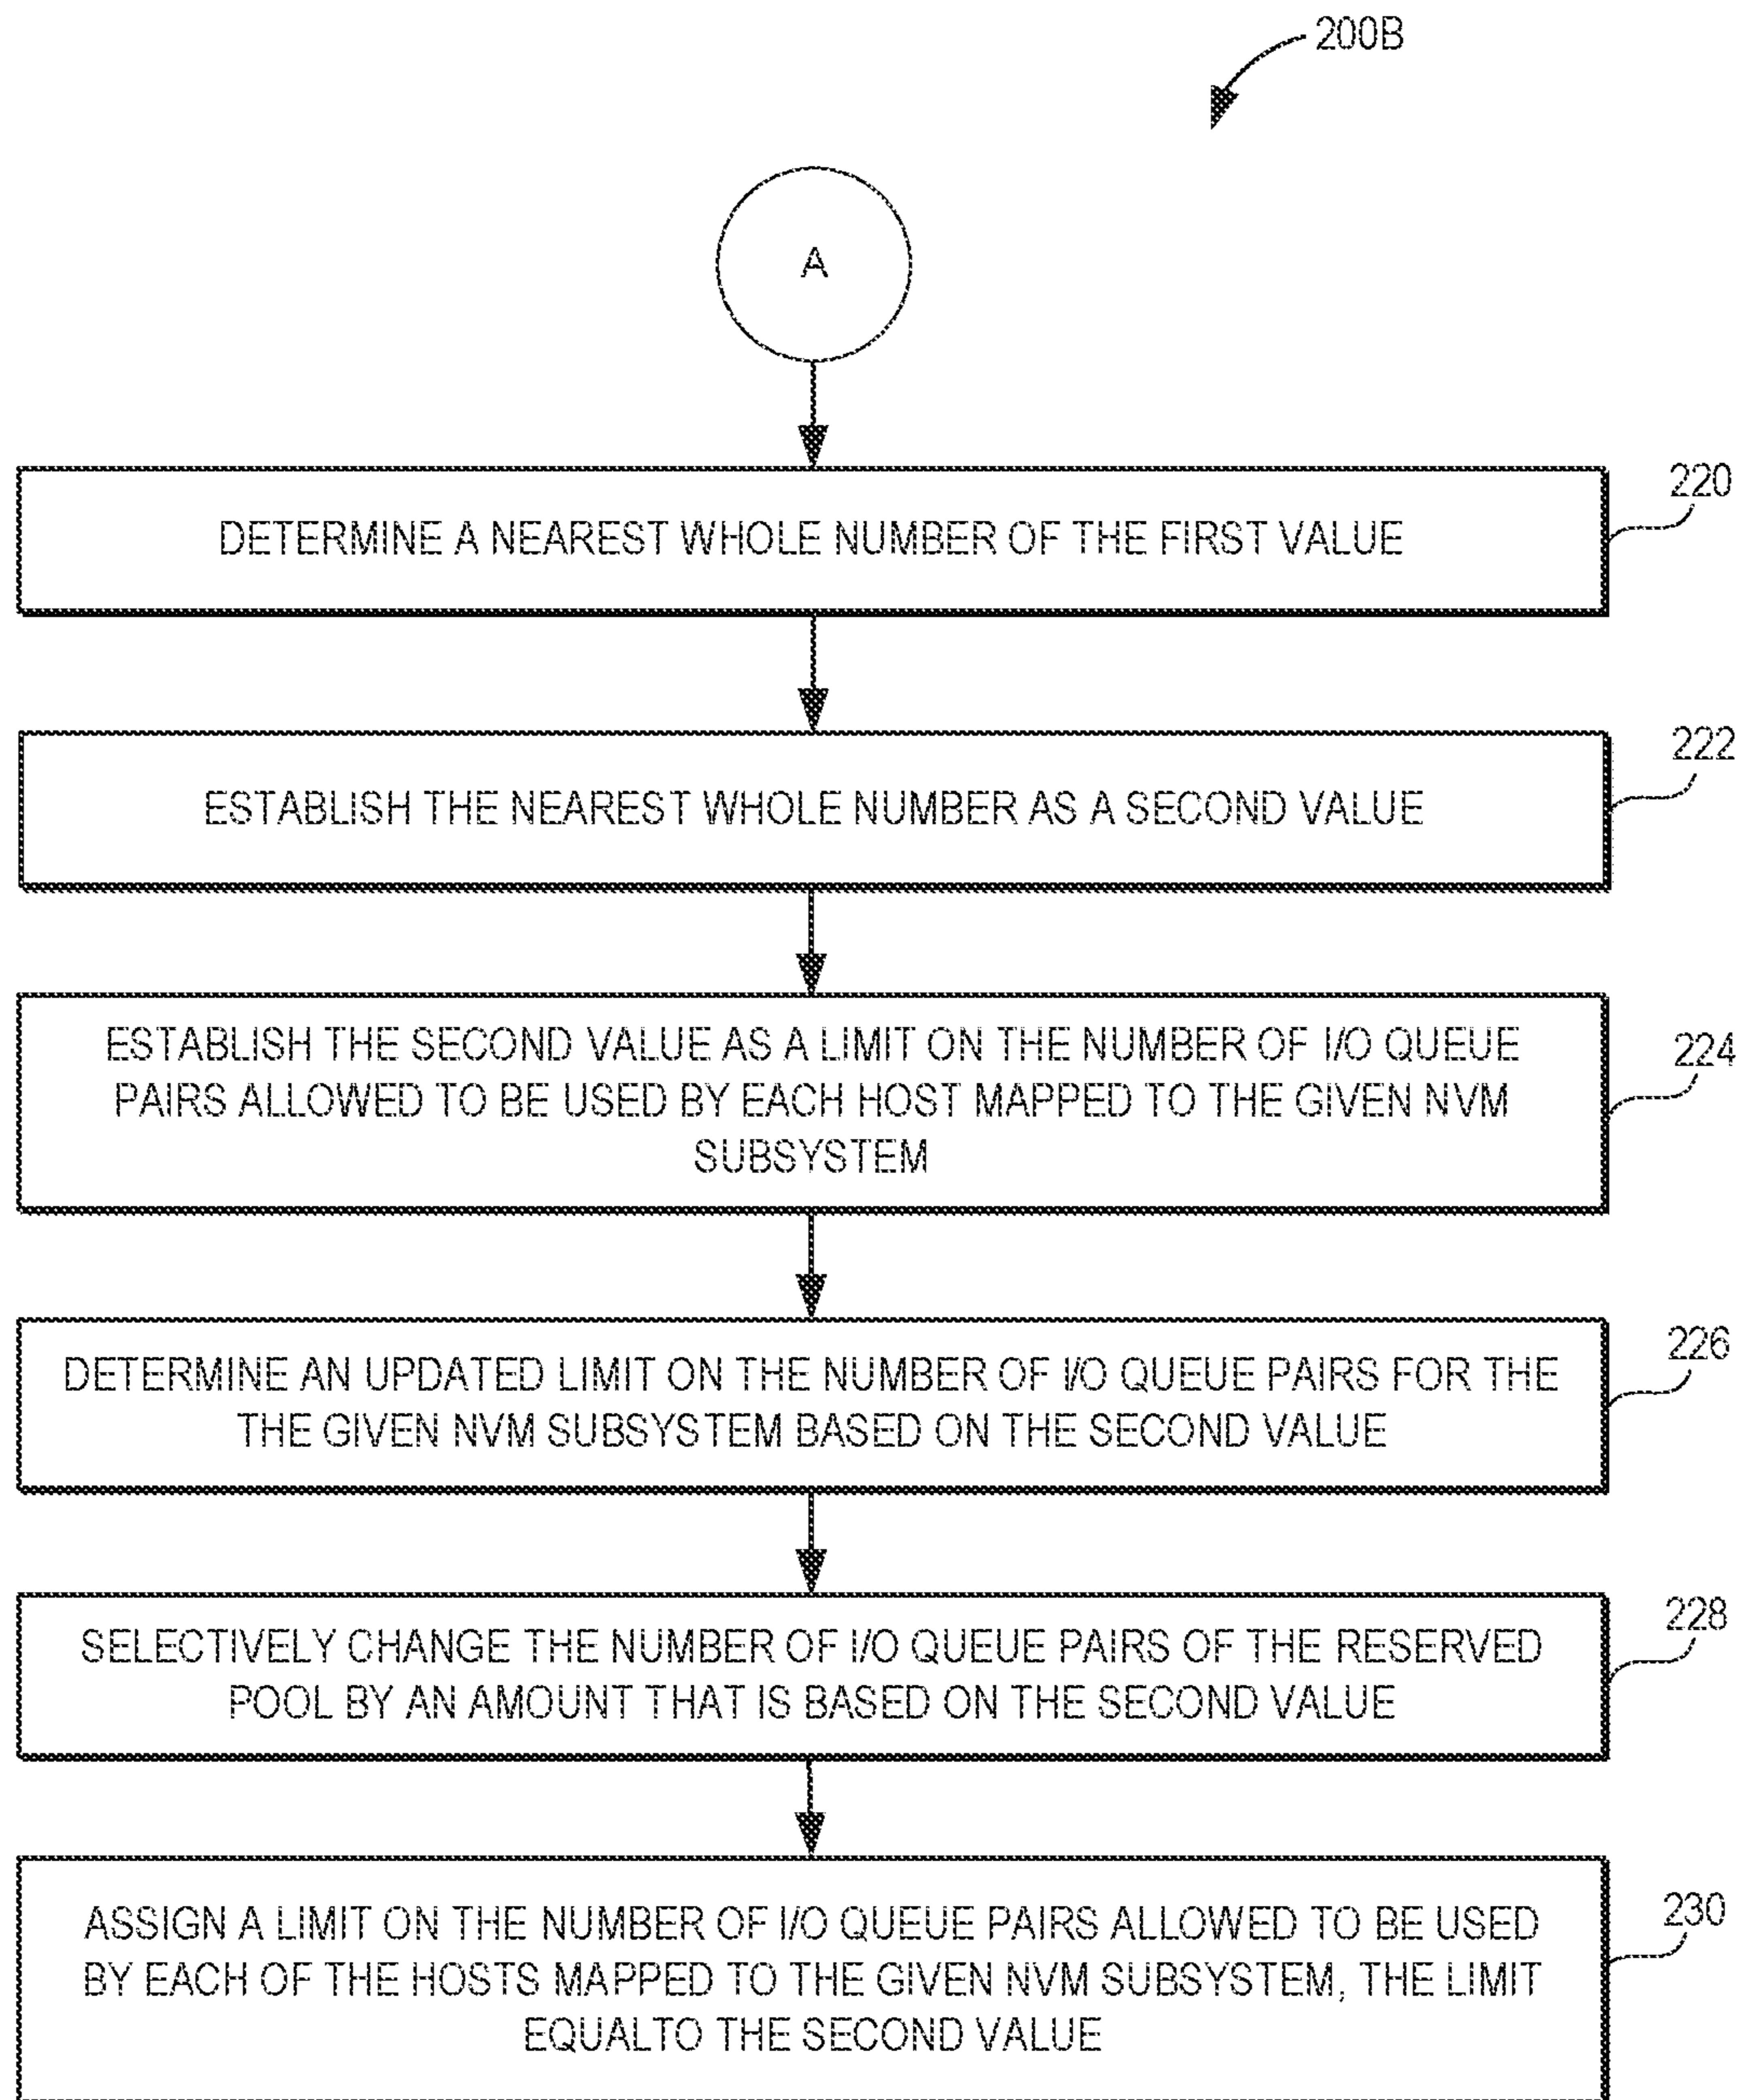 200B
A
220
DETERMINE A NEAREST WHOLE NUMBER OF THE FIRST VALUE
222
ESTABLISH THE NEAREST WHOLE NUMBER AS A SECOND VALUE
224
ESTABLISH THE SECOND VALUE AS A LIMIT ON THE NUMBER OF I/O QUEUE
PAIRS ALLOWED TO BE USED BY EACH HOST MAPPED TO THE GIVEN NVM
SUBSYSTEM
226
DETERMINE AN UPDATED LIMIT ON THE NUMBER OF I/O QUEUE PAIRS FOR THE
THE GIVEN NVM SUBSYSTEM BASED ON THE SECOND VALUE
228
SELECTIVELY CHANGE THE NUMBER OF I/O QUEUE PAIRS OF THE RESERVED
POOL BY AN AMOUNT THAT IS BASED ON THE SECOND VALUE
230
ASSIGN A LIMIT ON THE NUMBER OF I/O QUEUE PAIRS ALLOWED TO BE USED
BY EACH OF THE HOSTS MAPPED TO THE GIVEN NVM SUBSYSTEM, THE LIMIT
EQUALTO THE SECOND VALUE